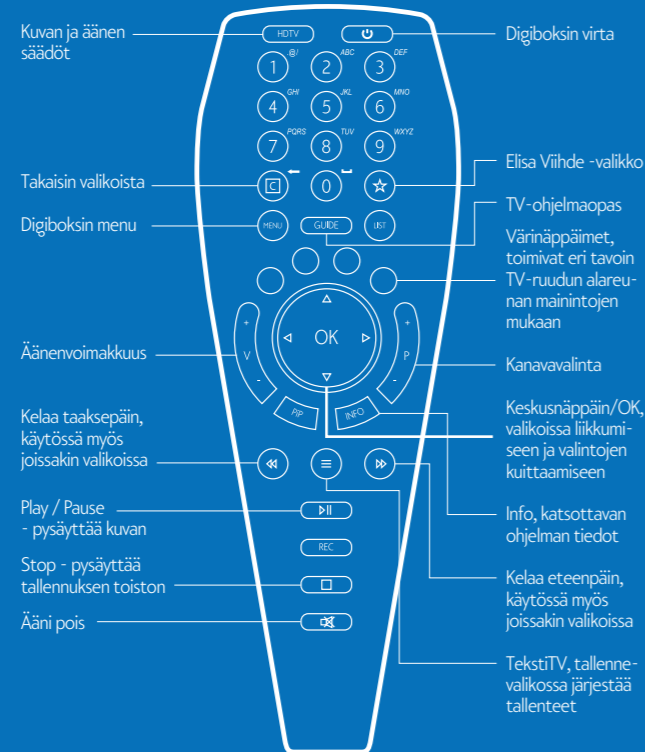 Kuvan ja äänen
säädöt
Takaisin valikoista
Digiboksin menu
Äänenvoimakkuus
Kelaa taaksepäin,
käytössä myös
joissakin valikoissa
Play / Pause
- pysäyttää kuvan
Stop - pysäyttää
tallennuksen toiston
Ääni pois
HDTV
1 .@/ 2 ABC 3 DEF
4 GHI 5 JKL 6 MNO
7 PQRS 8 TUV 9 WXYZ
C 0
MENU GUIDE LIST
+ +
V OK P
- -
PIP INFO
REC
Digiboksin virta
Elisa Viihde -valikko
TV-ohjelmaopas
Värinäppäimet,
toimivat eri tavoin
TV-ruudun alareu-
nan mainintojen
mukaan
Kanavavalinta
Keskusnäppäin/OK,
valikoissa liikkumi-
seen ja valintojen
kuittaamiseen
Info, katsottavan
ohjelman tiedot
Kelaa eteenpäin,
käytössä myös
joissakin valikoissa
TekstiTV, tallenne-
valikossa järjestää
tallenteet